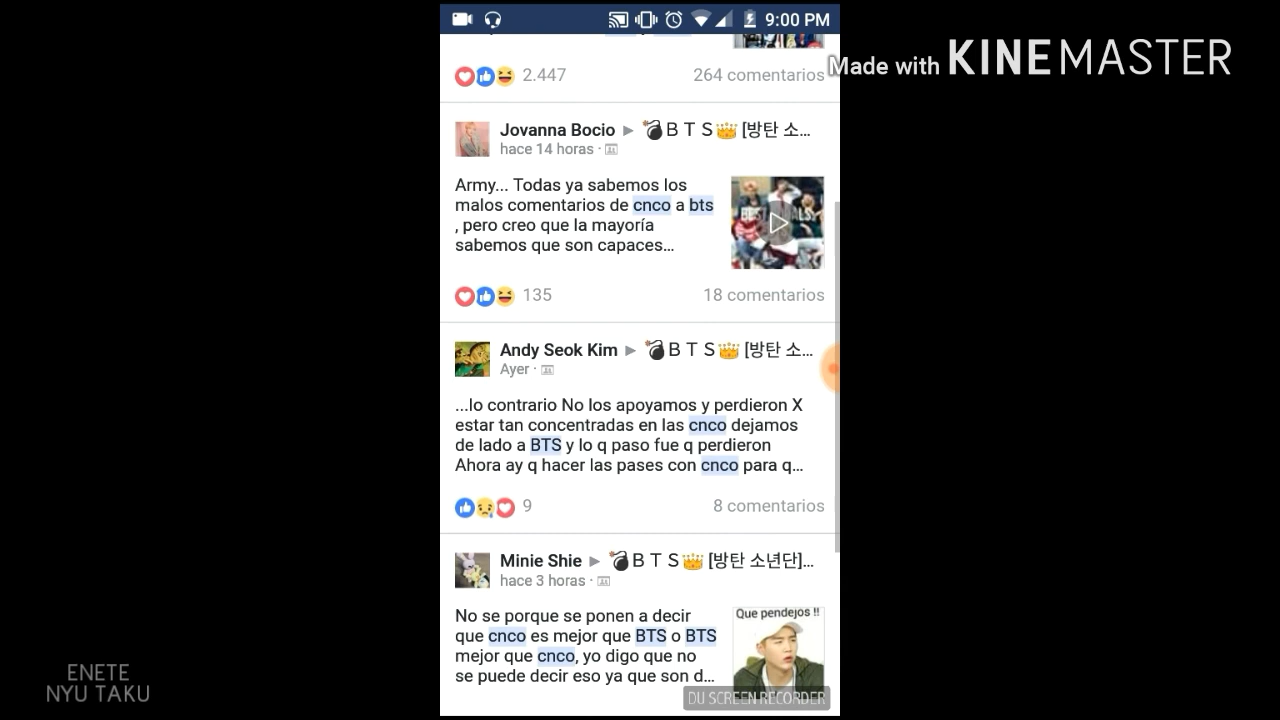 9:00 PM
Made with KINEMASTER
2.447
264 comentarios
Jovanna Bocio ▶ 💣ＢＴＳ👑 [방탄 소...
hace 14 horas ·
Army... Todas ya sabemos los
malos comentarios de cnco a bts
, pero creo que la mayoría
sabemos que son capaces...
135
18 comentarios
Andy Seok Kim ▶ 💣ＢＴＳ👑 [방탄 소...
Ayer ·
...lo contrario No los apoyamos y perdieron X
estar tan concentradas en las cnco dejamos
de lado a BTS y lo q paso fue q perdieron
Ahora ay q hacer las pases con cnco para q...
9
8 comentarios
Minie Shie ▶ 💣ＢＴＳ👑 [방탄 소년단]...
hace 3 horas ·
No se porque se ponen a decir
que cnco es mejor que BTS o BTS
mejor que cnco, yo digo que no
se puede decir eso ya que son d...
Que pendejos !!
DU SCREEN RECORDER
ENETE
NYU TAKU